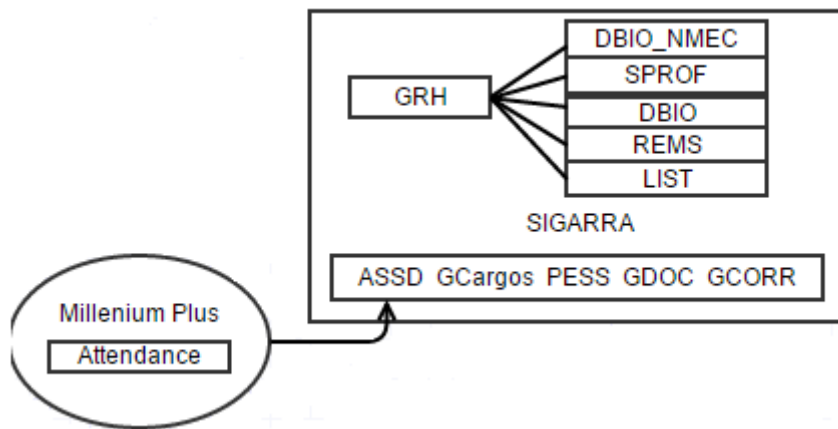 DBIO_NMEC
SPROF
GRH
DBIO
REMS
LIST
SIGARRA
ASSD GCargos PESS GDOC GCORR
Millenium Plus
Attendance